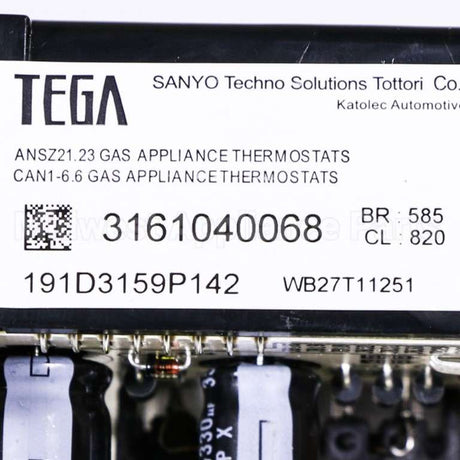 TEGA
SANYO Techno Solutions Tottori Co.
Katolec Automotive
ANSZ21.23 GAS APPLIANCE THERMOSTATS
CAN1-6.6 GAS APPLIANCE THERMOSTATS
3161040068
BR : 585
CL : 820
191D3159P142
WB27T11251
330µF
P X